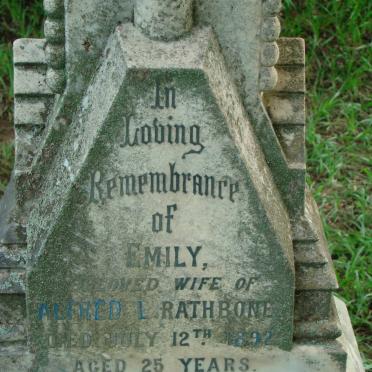 In
Loving
Remembrance
of
EMILY,
BELOVED WIFE OF
ALFRED L. RATHBONE
DIED JULY 12TH 1892
AGED 25 YEARS.